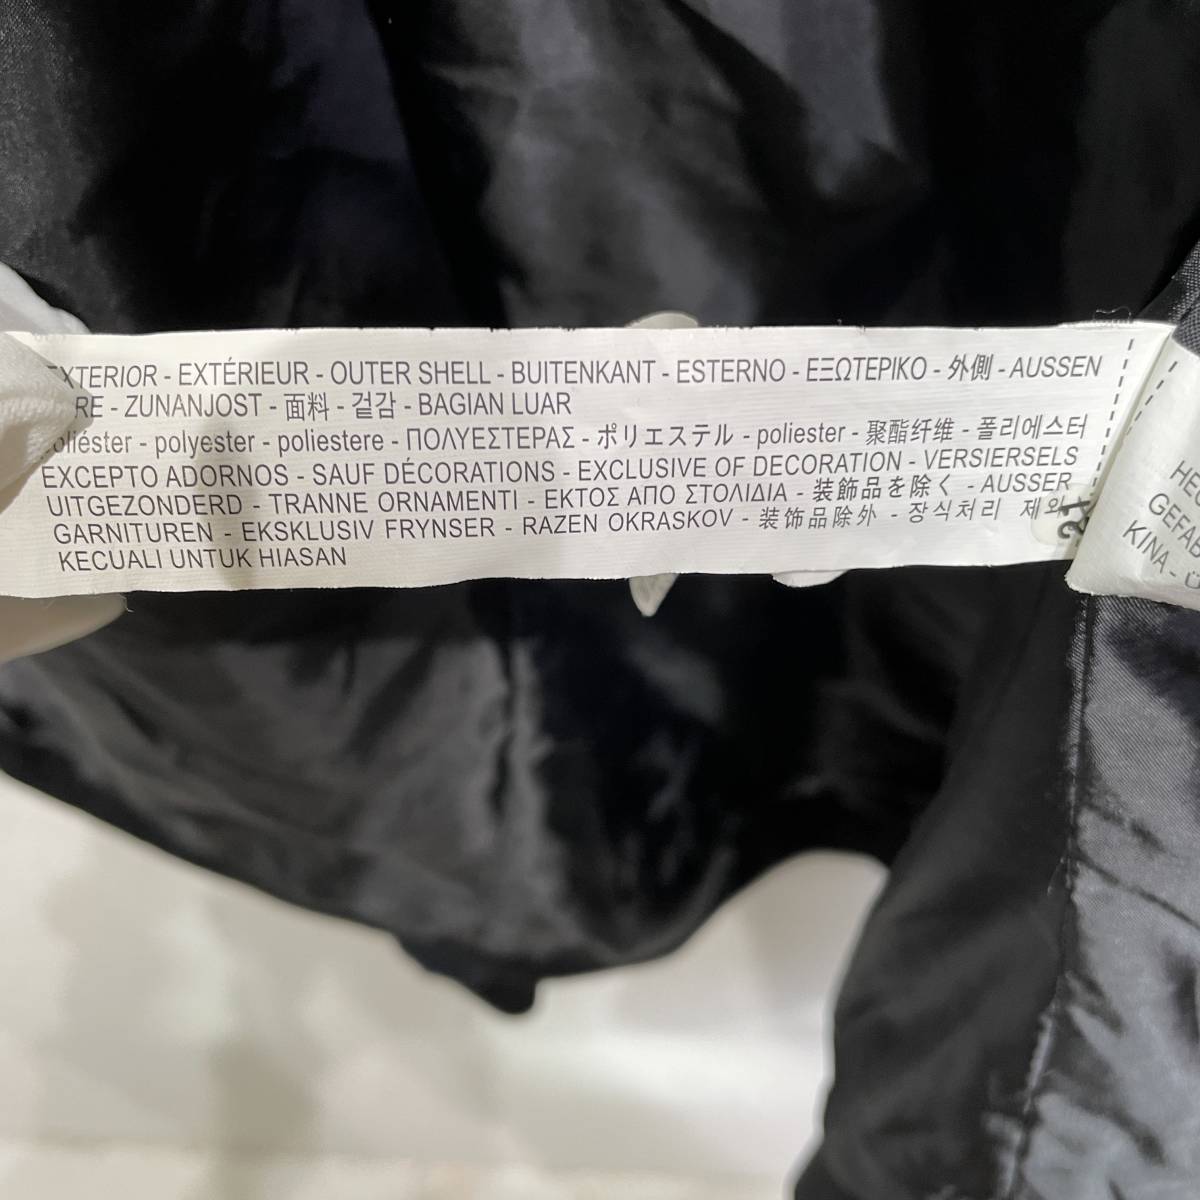 EXTERIOR - EXTÉRIEUR - OUTER SHELL - BUITENKANT - ESTERNO - ΕΞΩΤΕΡΙΚΟ - 外側 - AUSSEN
RE - ZUNANJOST - 面料 - 겉감 - BAGIAN LUAR
poliéster - polyester - poliestere - ΠΟΛΥΕΣΤΕΡΑΣ - ポリエステル - poliester - 聚酯纤维 - 폴리에스터
EXCEPTO ADORNOS - SAUF DÉCORATIONS - EXCLUSIVE OF DECORATION - VERSIERSELS
UITGEZONDERD - TRANNE ORNAMENTI - ΕΚΤΟΣ ΑΠΟ ΣΤΟΛΙΔΙΑ - 装飾品を除く - AUSSER
GARNITUREN - EKSKLUSIV FRYNSER - RAZEN OKRASKOV - 装饰品除外 - 장식처리 제외
KECUALI UNTUK HIASAN
HE
GEFAE
KINA - Ü